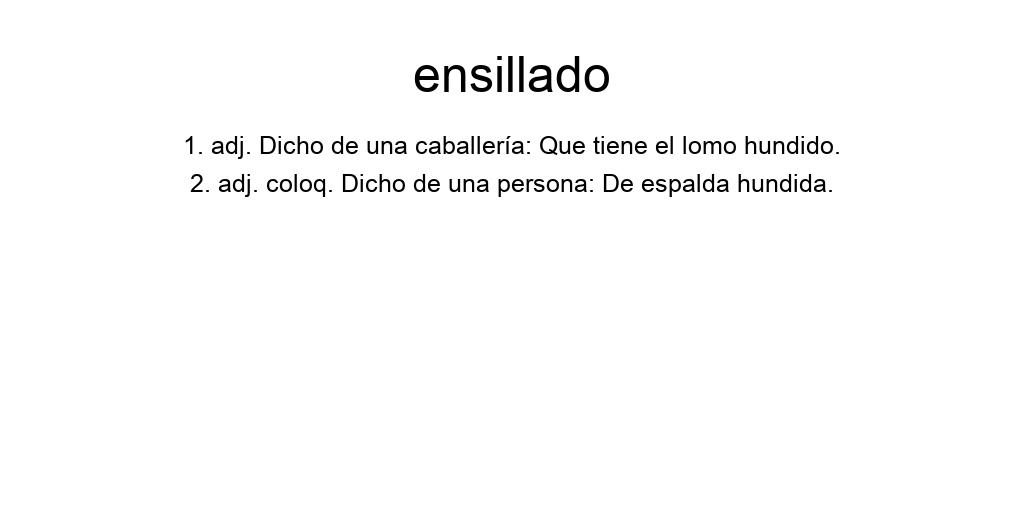 ensillado
1. adj. Dicho de una caballería: Que tiene el lomo hundido.
2. adj. coloq. Dicho de una persona: De espalda hundida.